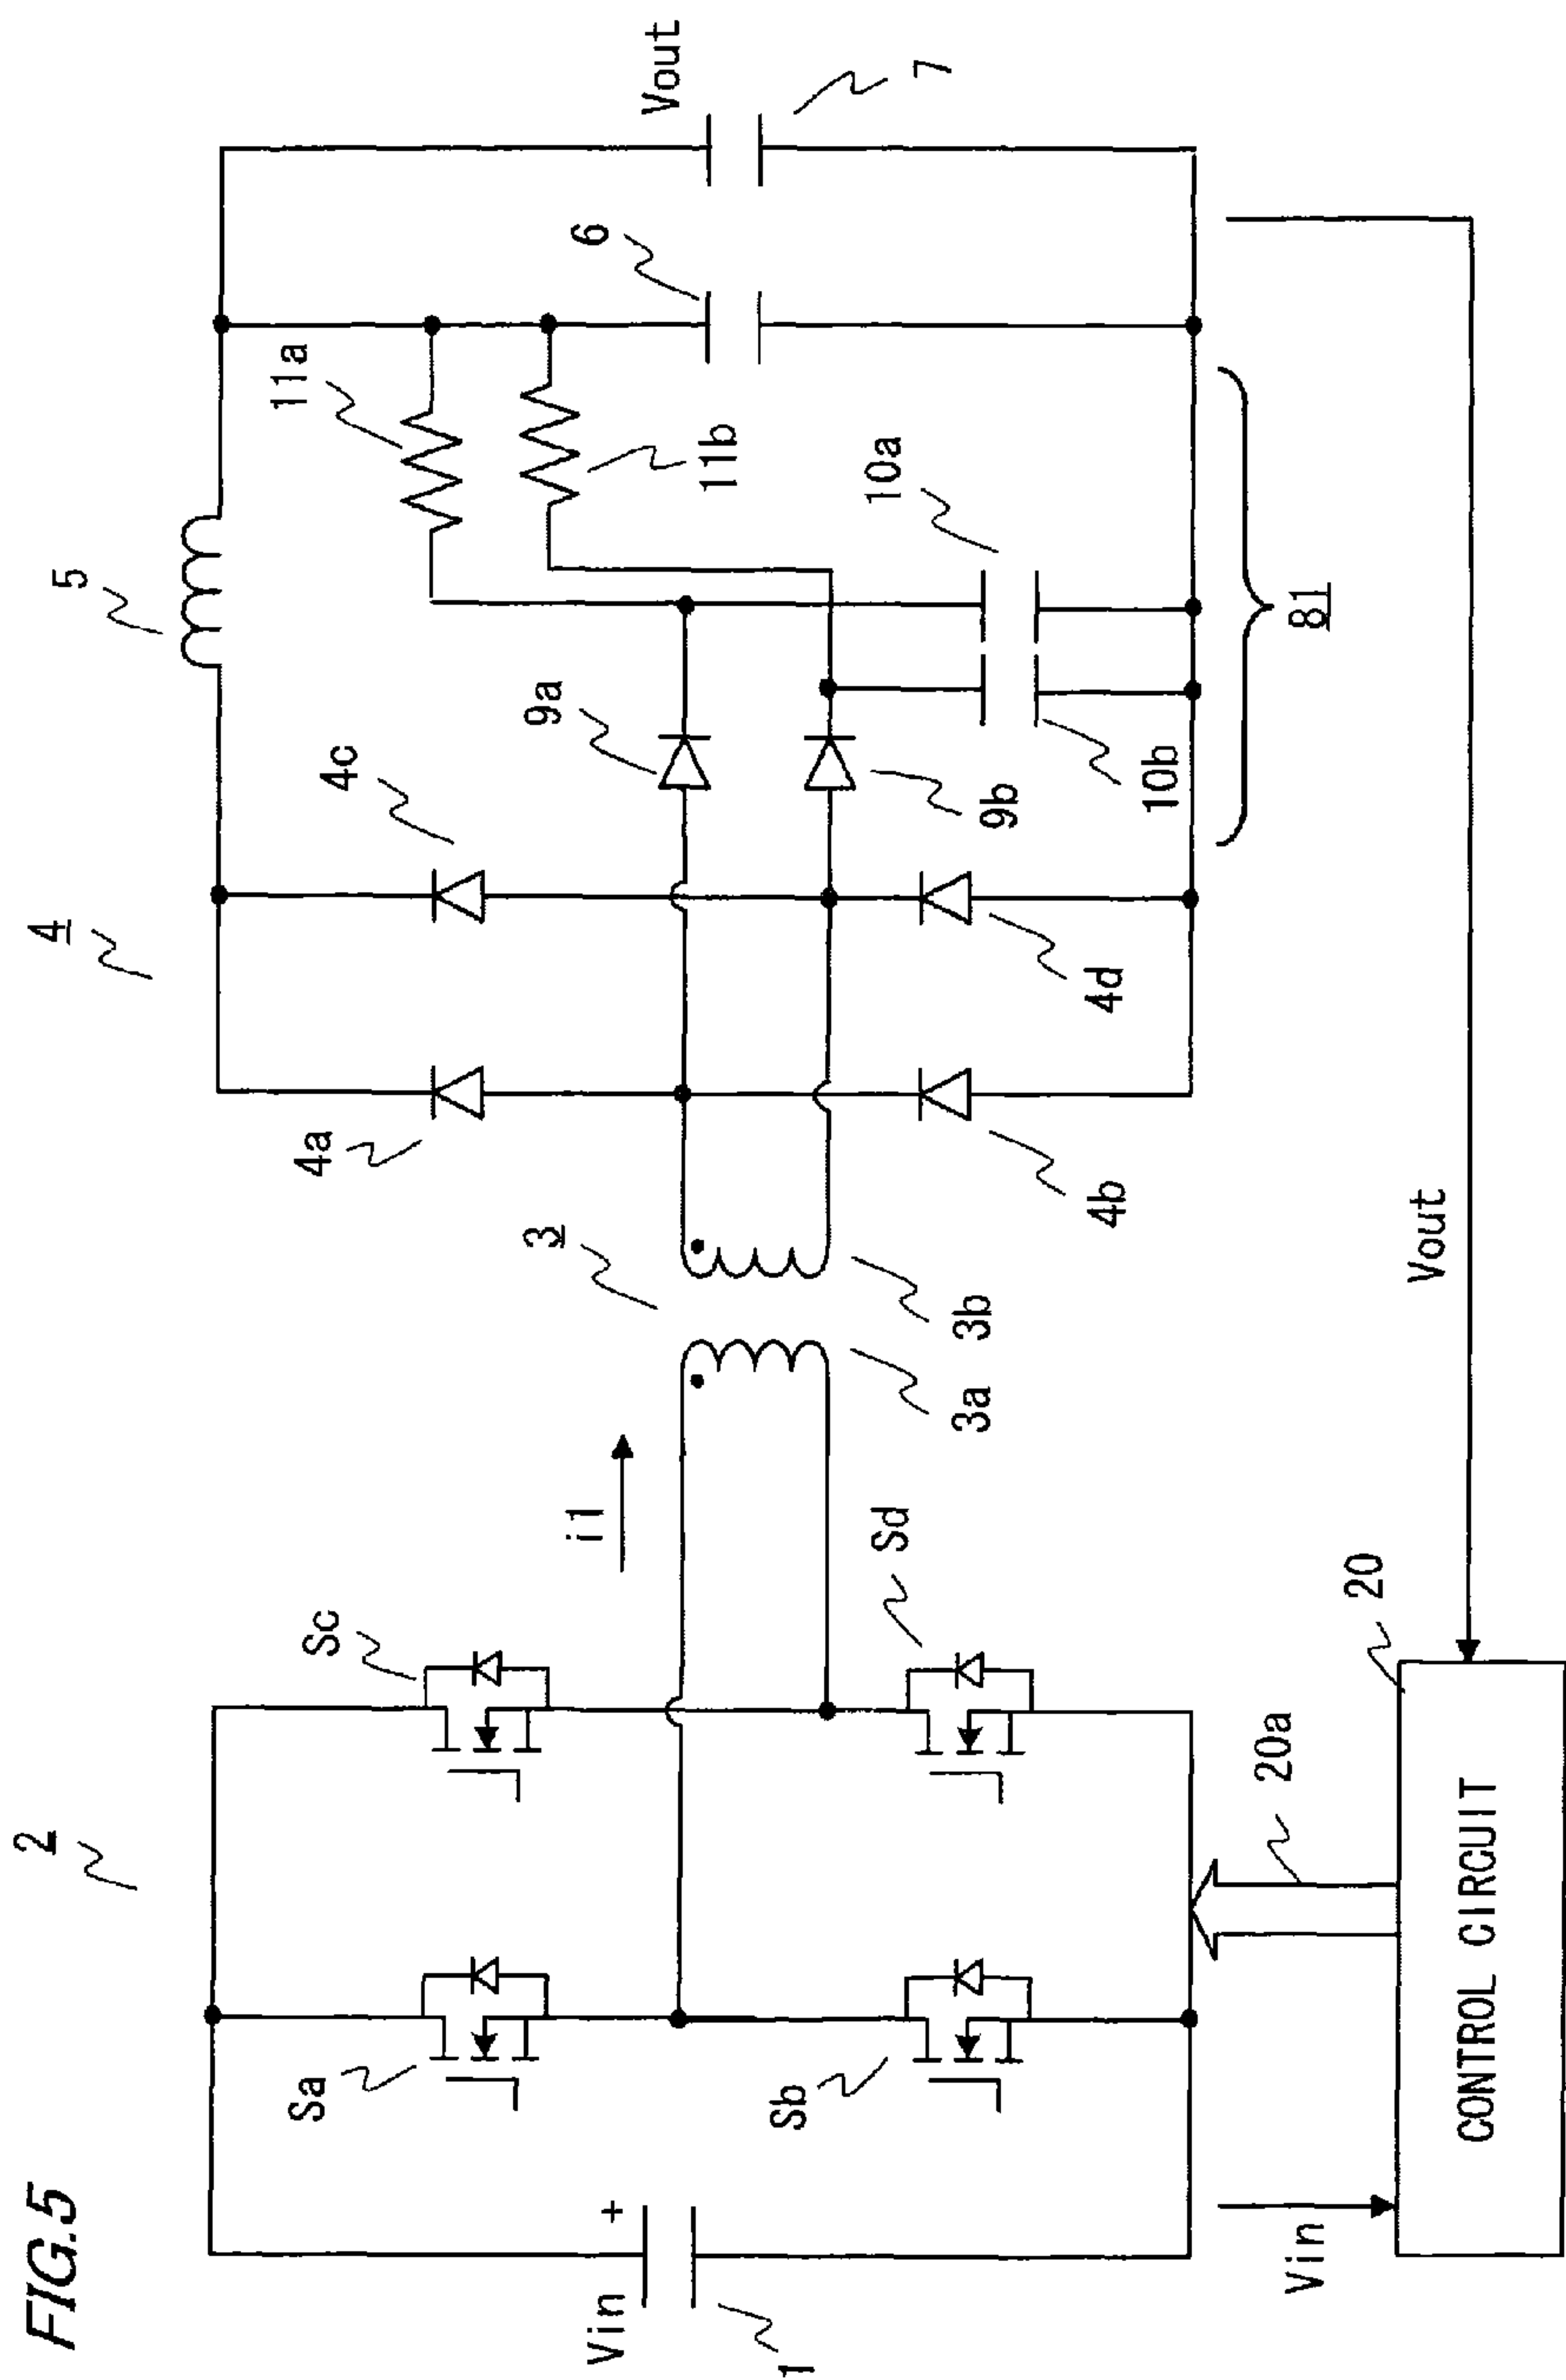 FIG.5
2
4
5
Sa
Sc
4a
4c
11a
6
Vout
i1
3
9a
11b
7
Vin
+
1
Sb
Sd
3a
3b
4b
4d
9b
10b
10a
81
Vin
20a
20
Vout
CONTROL CIRCUIT